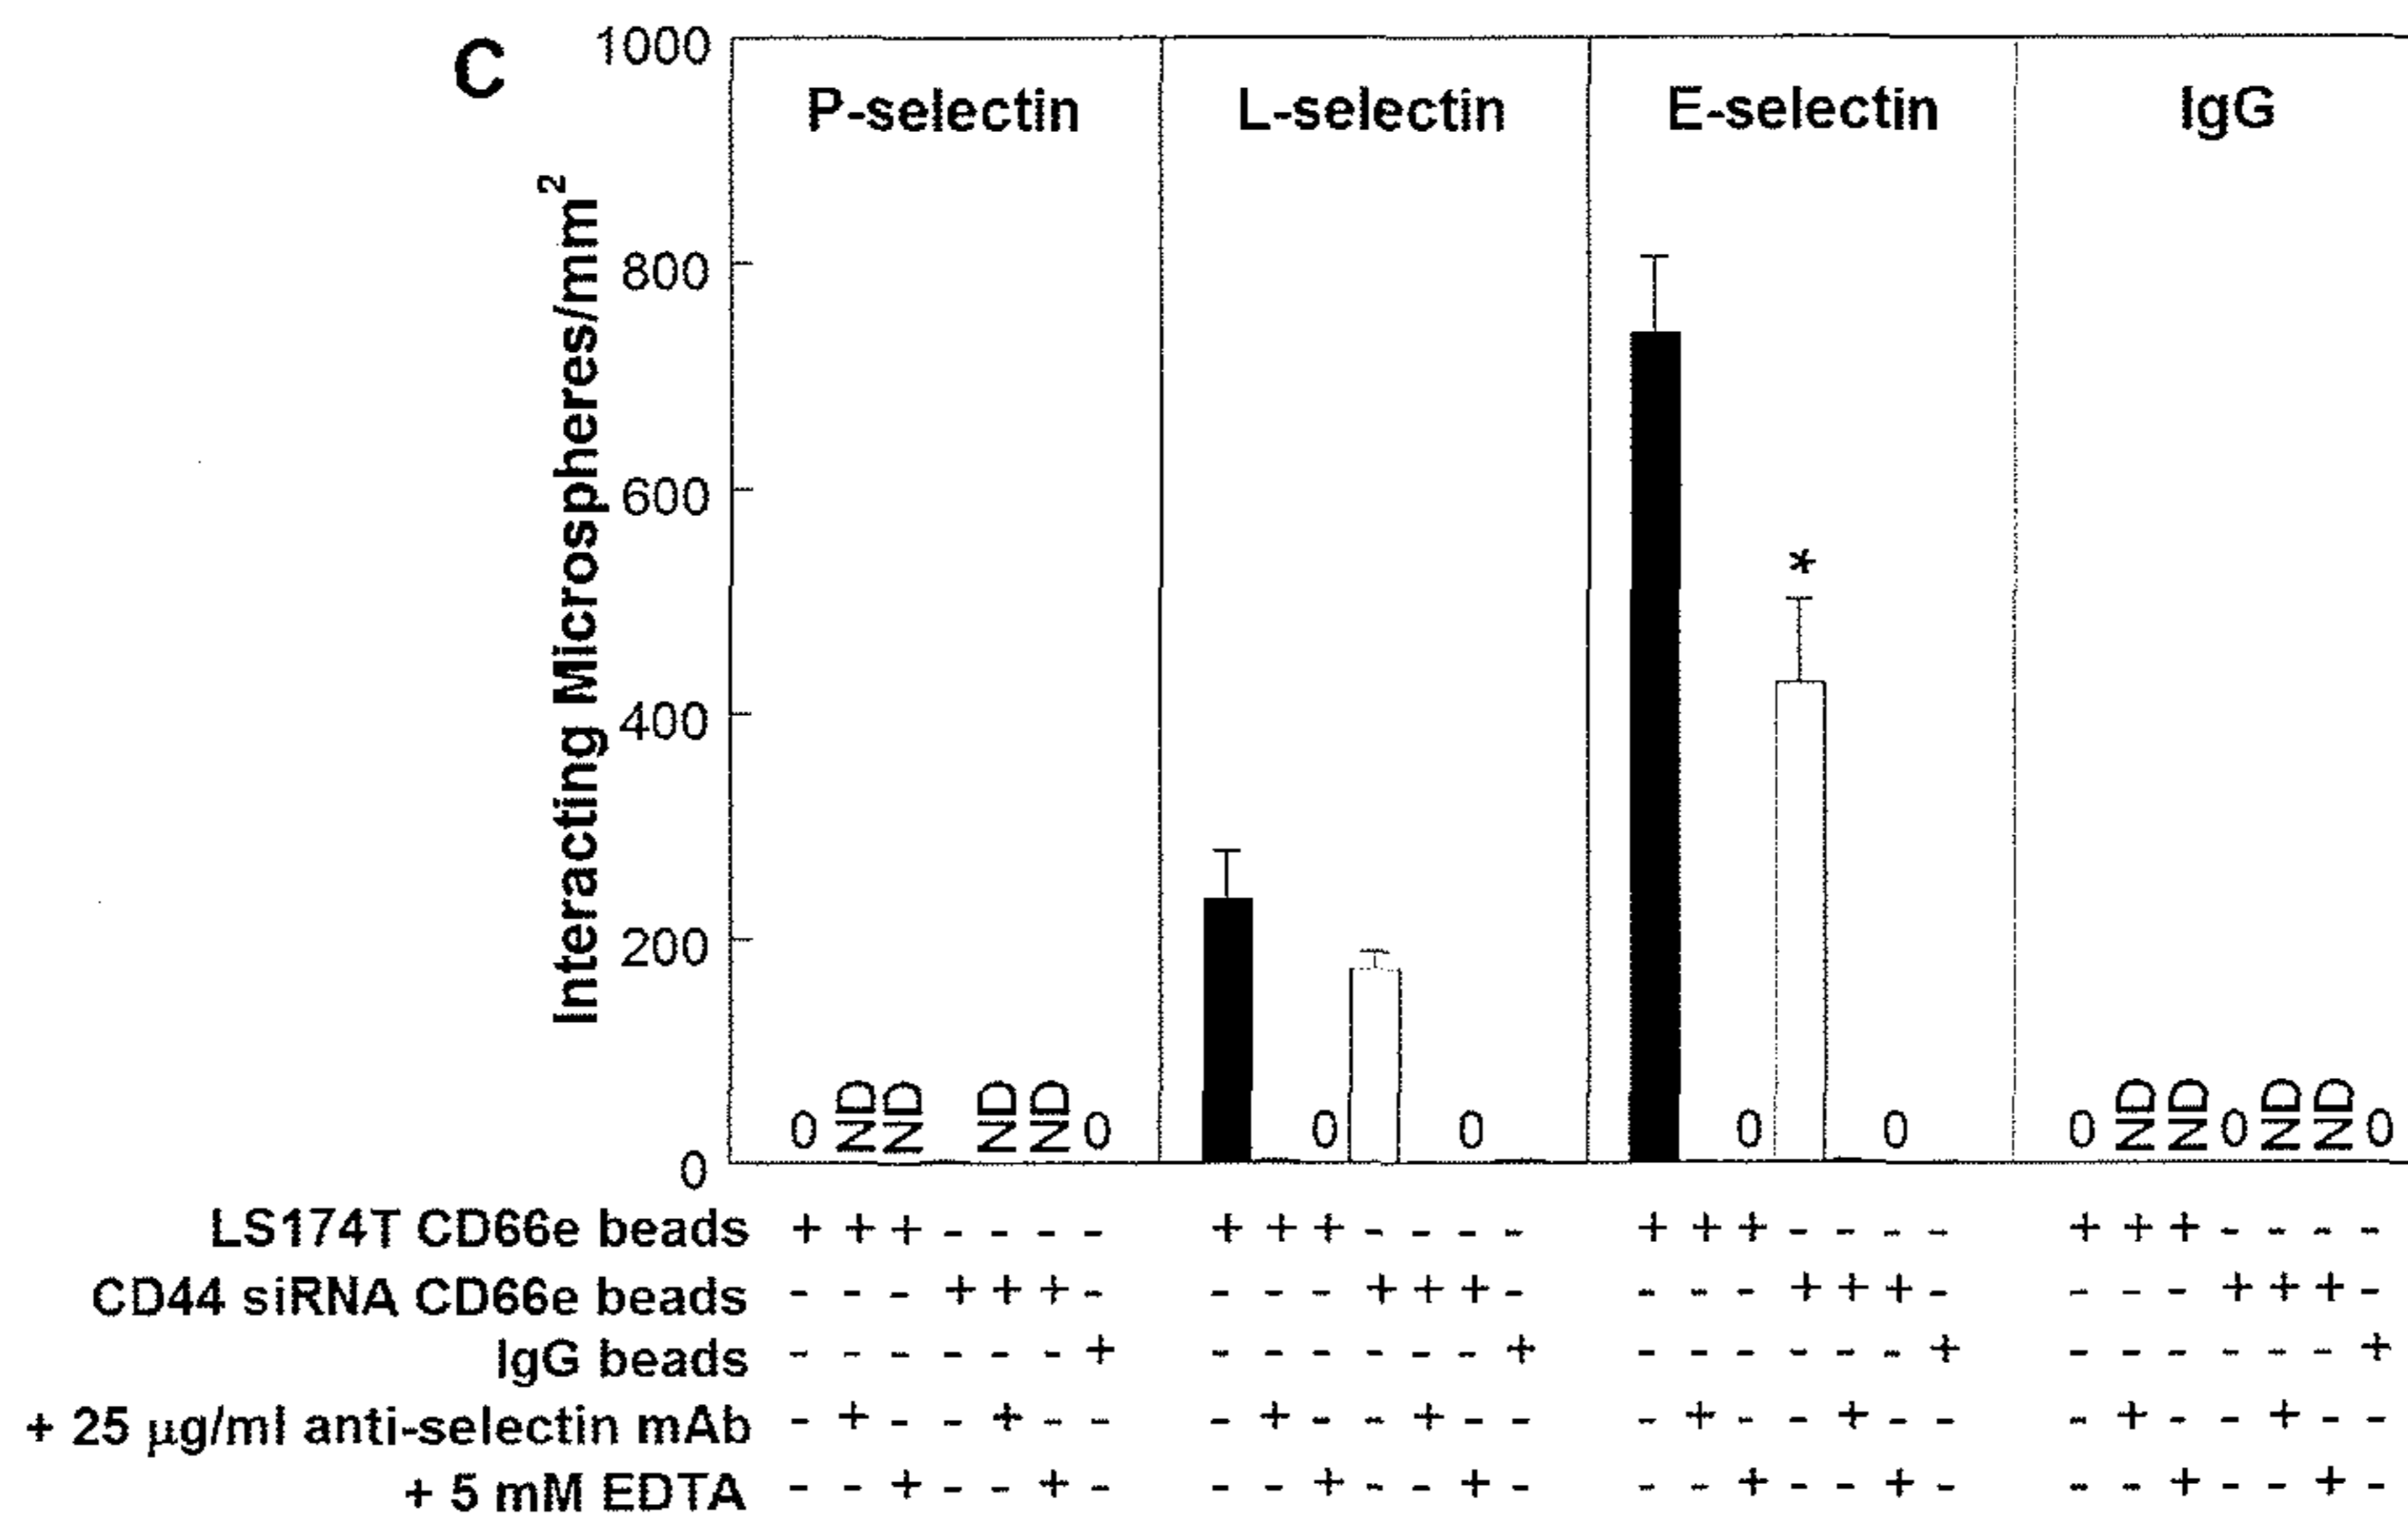 C
1000
P-selectin L-selectin E-selectin IgG
Interacting Microspheres/mm²
800
600
*
400
200
0 ND ND ND ND 0 0 0 0 0 0 ND ND 0 ND ND 0
0
LS174T CD66e beads + + + - - - - + + + - - - - + + + - - - - + + + - - - -
CD44 siRNA CD66e beads - - - + + + - - - - + + + - - - - + + + - - - - + + + -
IgG beads - - - - - - + - - - - - - + - - - - - - + - - - - - - +
+ 25 μg/ml anti-selectin mAb - + - - + - - - + - - + - - - + - - + - - - + - - + - -
+ 5 mM EDTA - - + - - + - - - + - - + - - - + - - + - - - + - - + -